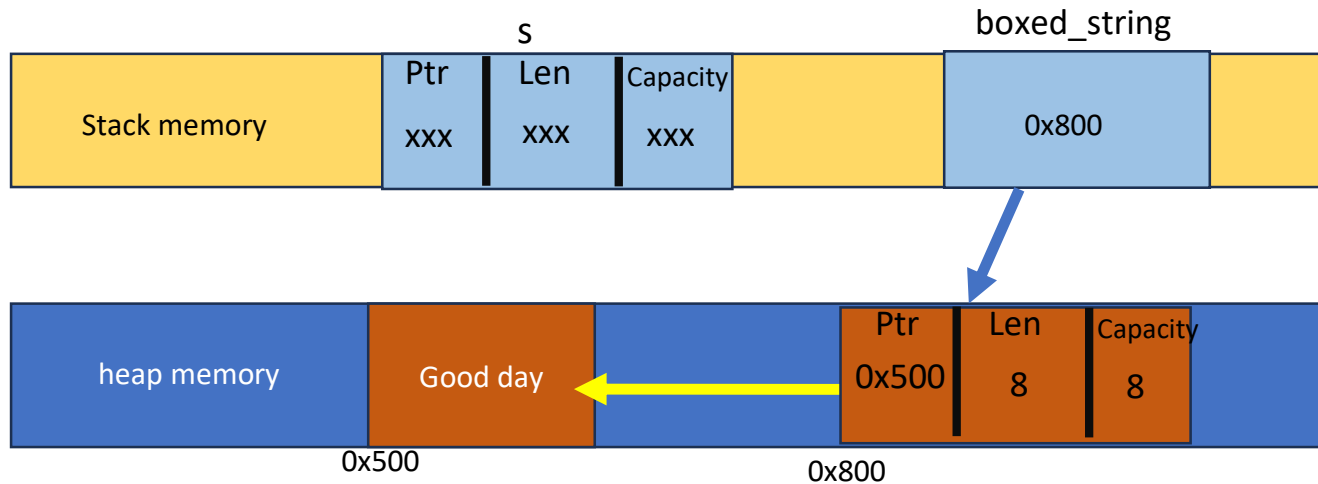 s
boxed_string
Ptr Len Capacity
Stack memory
xxx xxx xxx
0x800
Ptr Len Capacity
heap memory
Good day
0x500 8 8
0x500
0x800